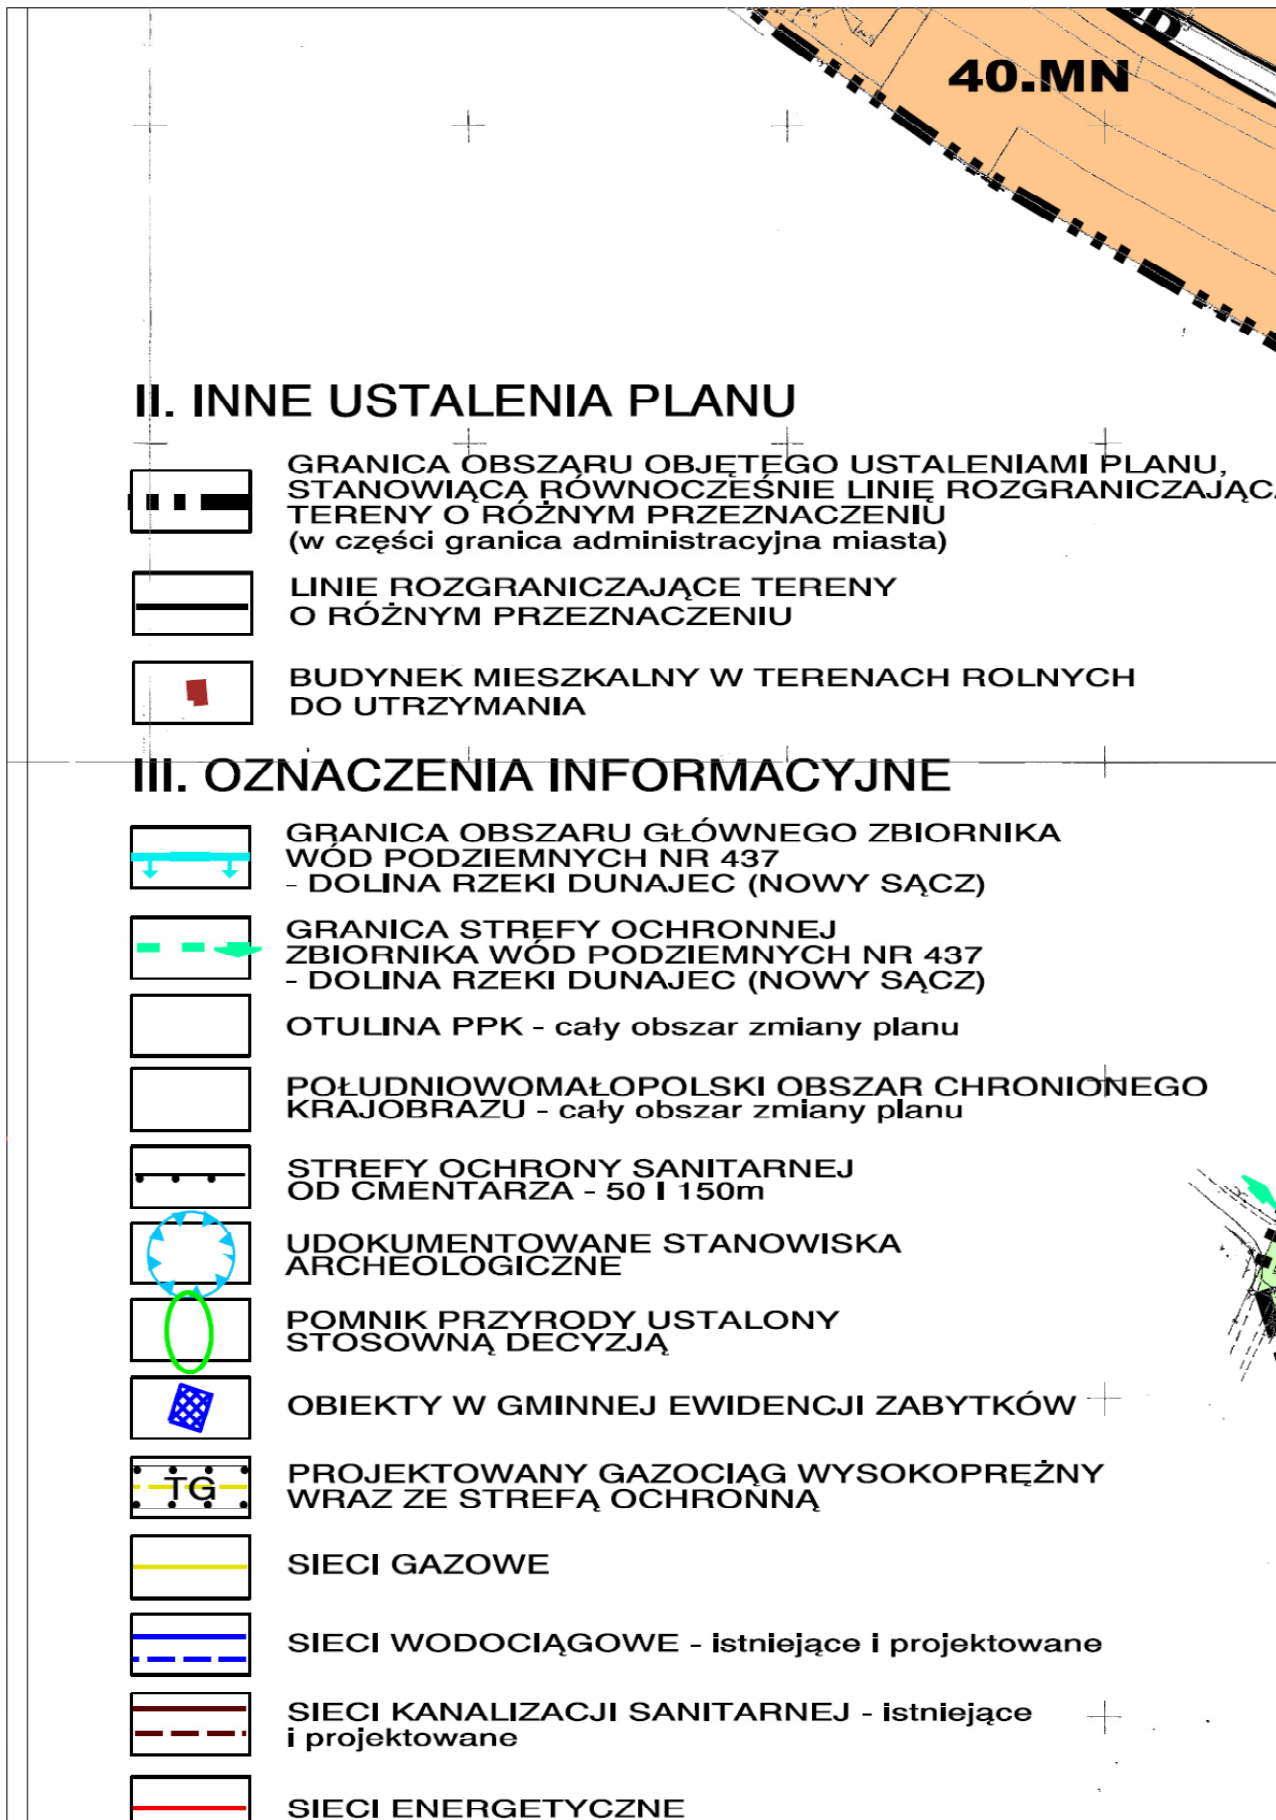 40.MN
II. INNE USTALENIA PLANU
GRANICA OBSZARU OBJĘTEGO USTALENIAMI PLANU,
STANOWIĄCA RÓWNOCZEŚNIE LINIĘ
TERENY O RÓŻNYM PRZEZNACZENIU
(w części granica administracyjna miasta)
LINIE ROZGRANICZAJĄCE TERENY
O RÓŻNYM PRZEZNACZENIU
BUDYNEK MIESZKALNY W TERENACH ROLNYCH
DO UTRZYMANIA
III. OZNACZENIA INFORMACYJNE
GRANICA OBSZARU GŁÓWNEGO ZBIORNIKA
WÓD PODZIEMNYCH NR 437
- DOLINA RZEKI DUNAJEC (NOWY SĄCZ)
GRANICA STREFY OCHRONNEJ
ZBIORNIKA WÓD PODZIEMNYCH NR 437
- DOLINA RZEKI DUNAJEC (NOWY SĄCZ)
OTULINA PPK - cały obszar zmiany planu
POŁUDNIOWOMAŁOPOLSKI OBSZAR CHRONIONEGO
KRAJOBRAZU - cały obszar zmiany planu
STREFY OCHRONY SANITARNEJ
OD CMENTARZA - 50 I 150m
UDOKUMENTOWANE STANOWISKA
ARCHEOLOGICZNE
POMNIK PRZYRODY USTALONY
STOSOWNĄ DECYZJĄ
OBIEKTY W GMINNEJ EWIDENCJI ZABYTKÓW
TG
PROJEKTOWANY GAZOCIĄG WYSOKOPRĘŻNY
WRAZ ZE STREFĄ OCHRONNĄ
SIECI GAZOWE
SIECI WODOCIĄGOWE - istniejące i projektowane
SIECI KANALIZACJI SANITARNEJ - istniejące
i projektowane
SIECI ENERGETYCZNE